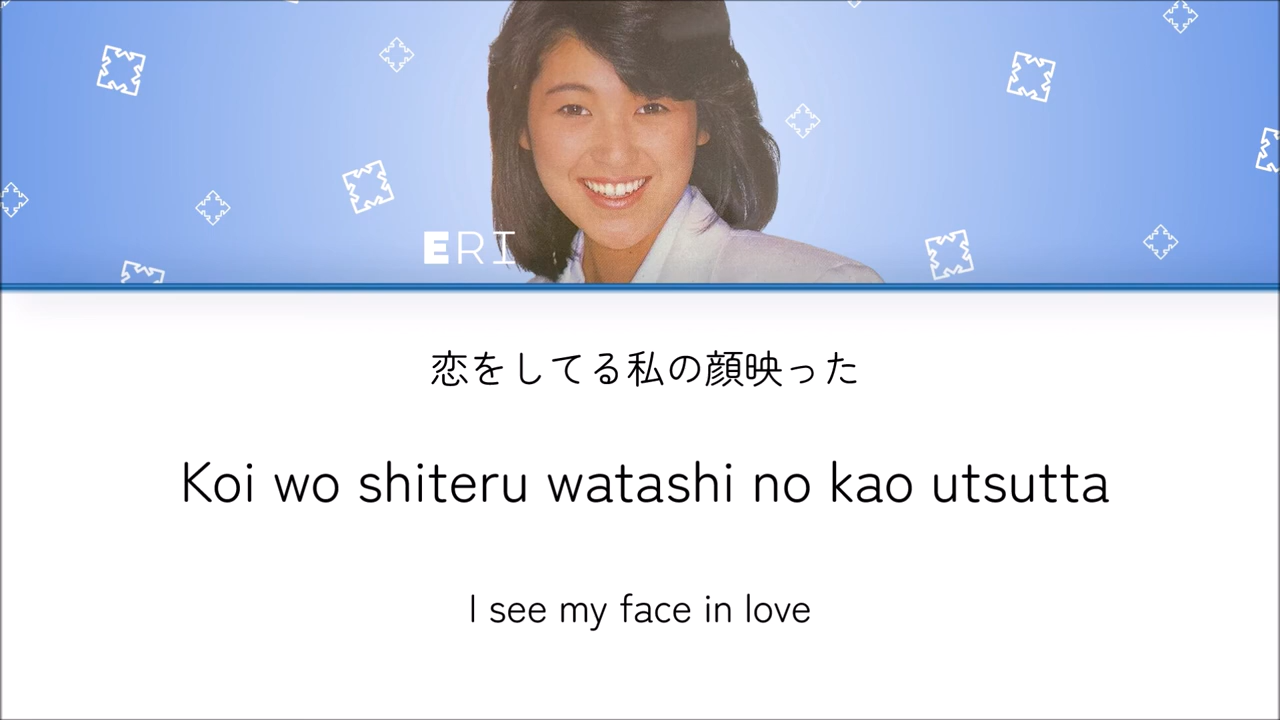 ERI
恋をしてる私の顔映った
Koi wo shiteru watashi no kao utsutta
I see my face in love